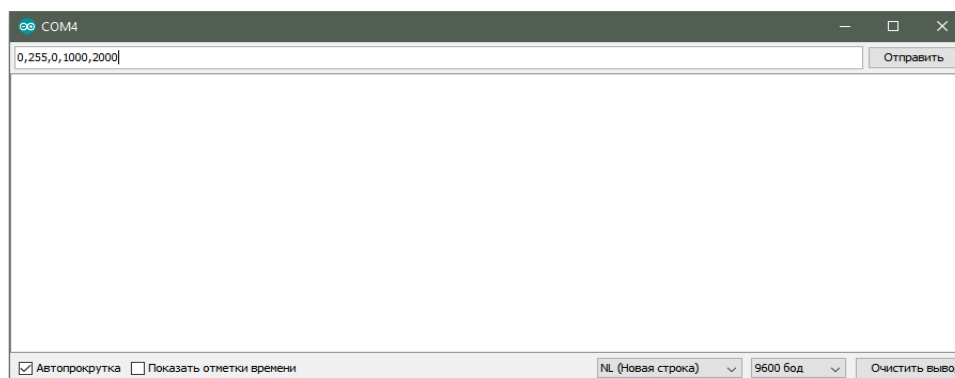 COM4
0,255,0,1000,2000
Отправить
Автопрокрутка Показать отметки времени NL (Новая строка) 9600 бод Очистить выво